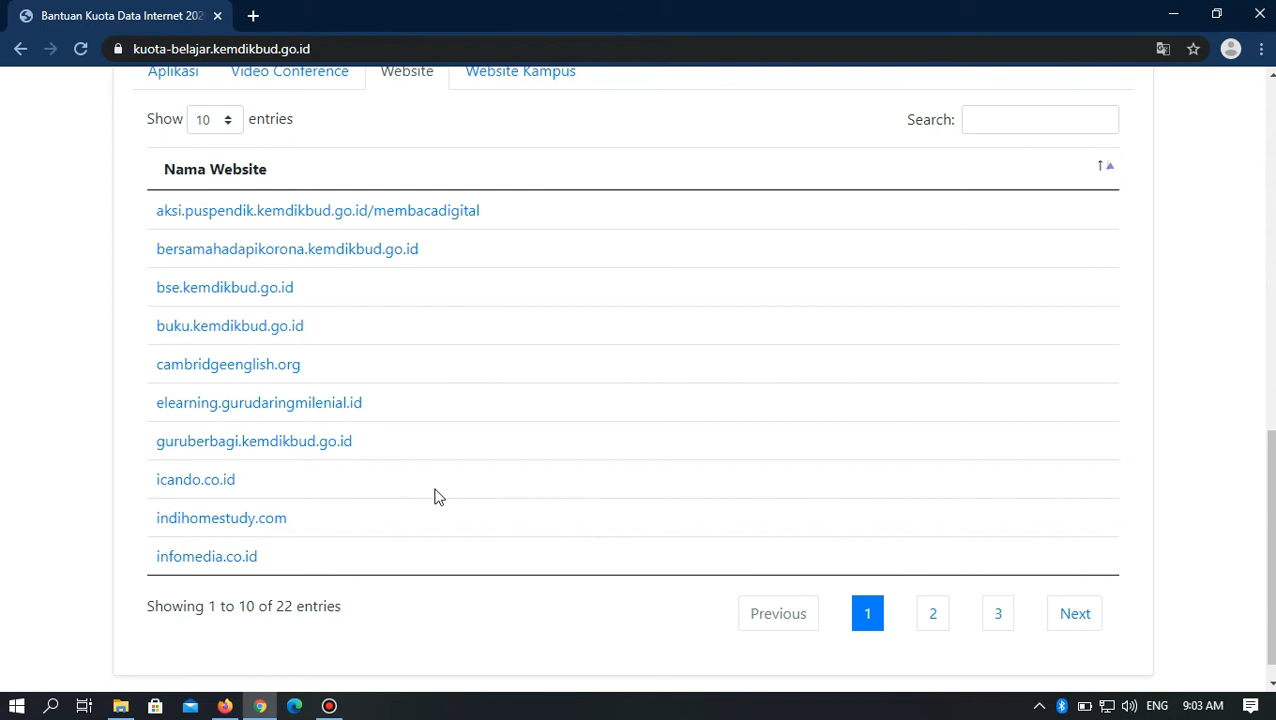 Bantuan Kuota Data Internet 202
kuota-belajar.kemdikbud.go.id
Aplikasi Video Conference Website Website Kampus
Show 10 entries Search:
Nama Website
aksi.puspendik.kemdikbud.go.id/membacadigital
bersamahadapikorona.kemdikbud.go.id
bse.kemdikbud.go.id
buku.kemdikbud.go.id
cambridgeenglish.org
elearning.gurudaringmilenial.id
guruberbagi.kemdikbud.go.id
icando.co.id
indihomestudy.com
infomedia.co.id
Showing 1 to 10 of 22 entries Previous 1 2 3 Next
ENG 9:03 AM